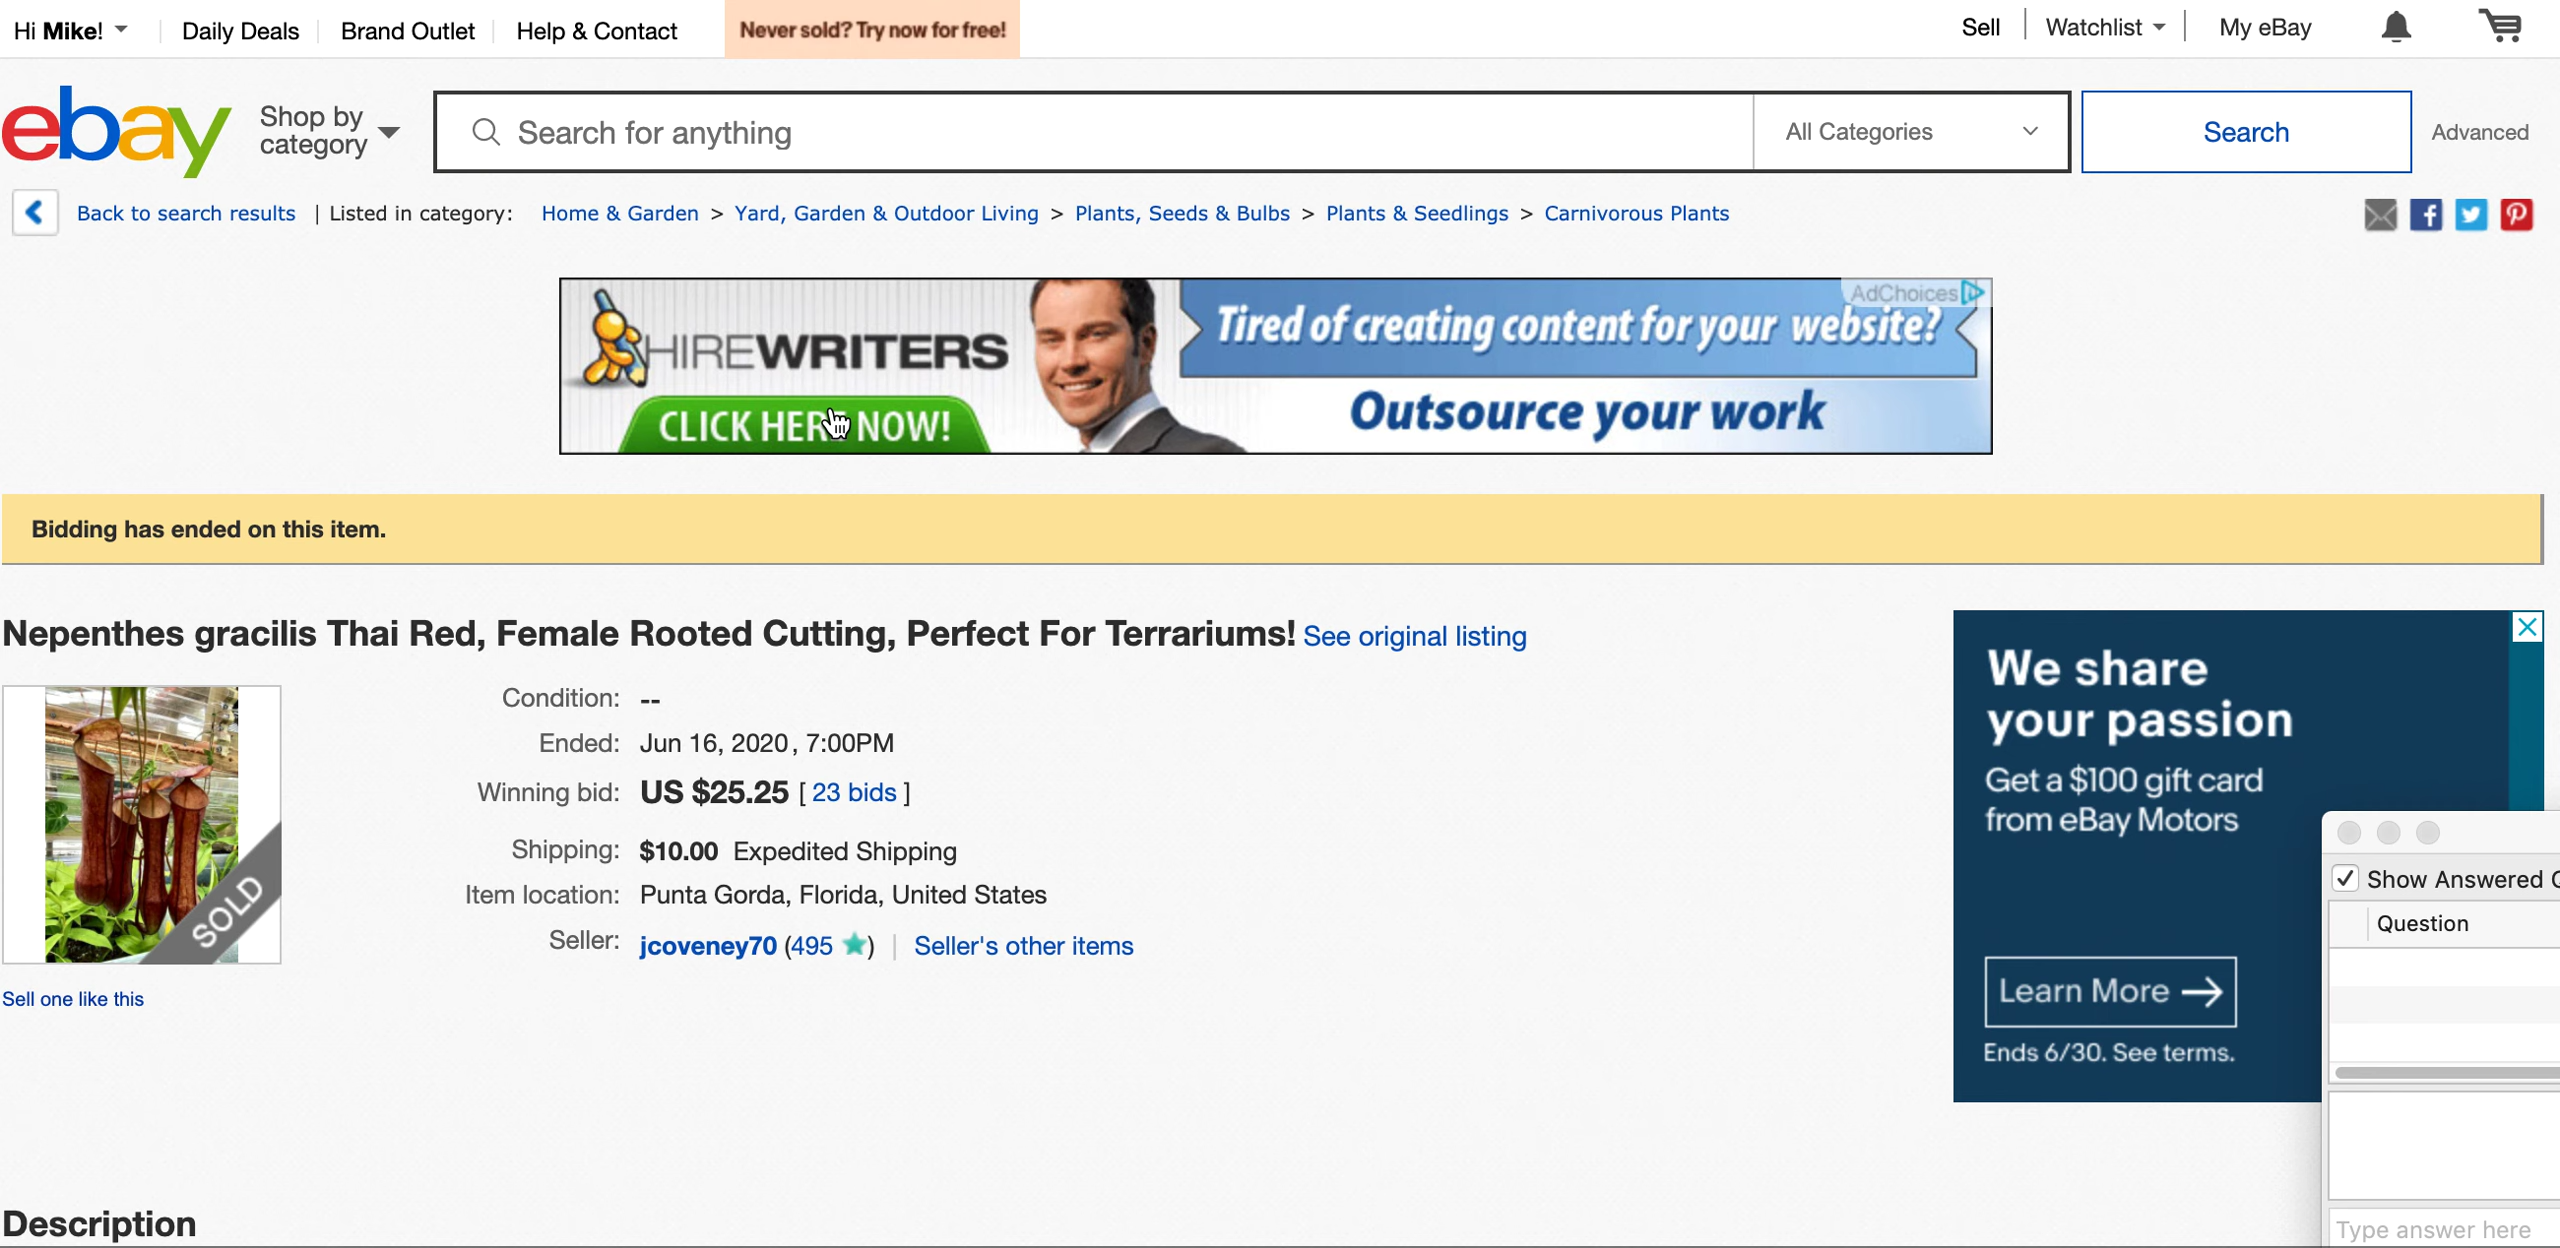 Hi Mike!
Daily Deals
Brand Outlet
Help & Contact
Never sold? Try now for free!
Sell
Watchlist
My eBay
ebay
Shop by
category
Search for anything
All Categories
Search
Advanced
Back to search results | Listed in category: Home & Garden > Yard, Garden & Outdoor Living > Plants, Seeds & Bulbs > Plants & Seedlings > Carnivorous Plants
AdChoices
HIREWRITERS
CLICK HERE NOW!
Tired of creating content for your website?
Outsource your work
Bidding has ended on this item.
Nepenthes gracilis Thai Red, Female Rooted Cutting, Perfect For Terrariums! See original listing
SOLD
Sell one like this
Condition: --
Ended: Jun 16, 2020 , 7:00PM
Winning bid: US $25.25 [ 23 bids ]
Shipping: $10.00 Expedited Shipping
Item location: Punta Gorda, Florida, United States
Seller: jcoveney70 (495 ) | Seller's other items
We share
your passion
Get a $100 gift card
from eBay Motors
Learn More →
Ends 6/30. See terms.
Show Answered
Question
Type answer here
Description